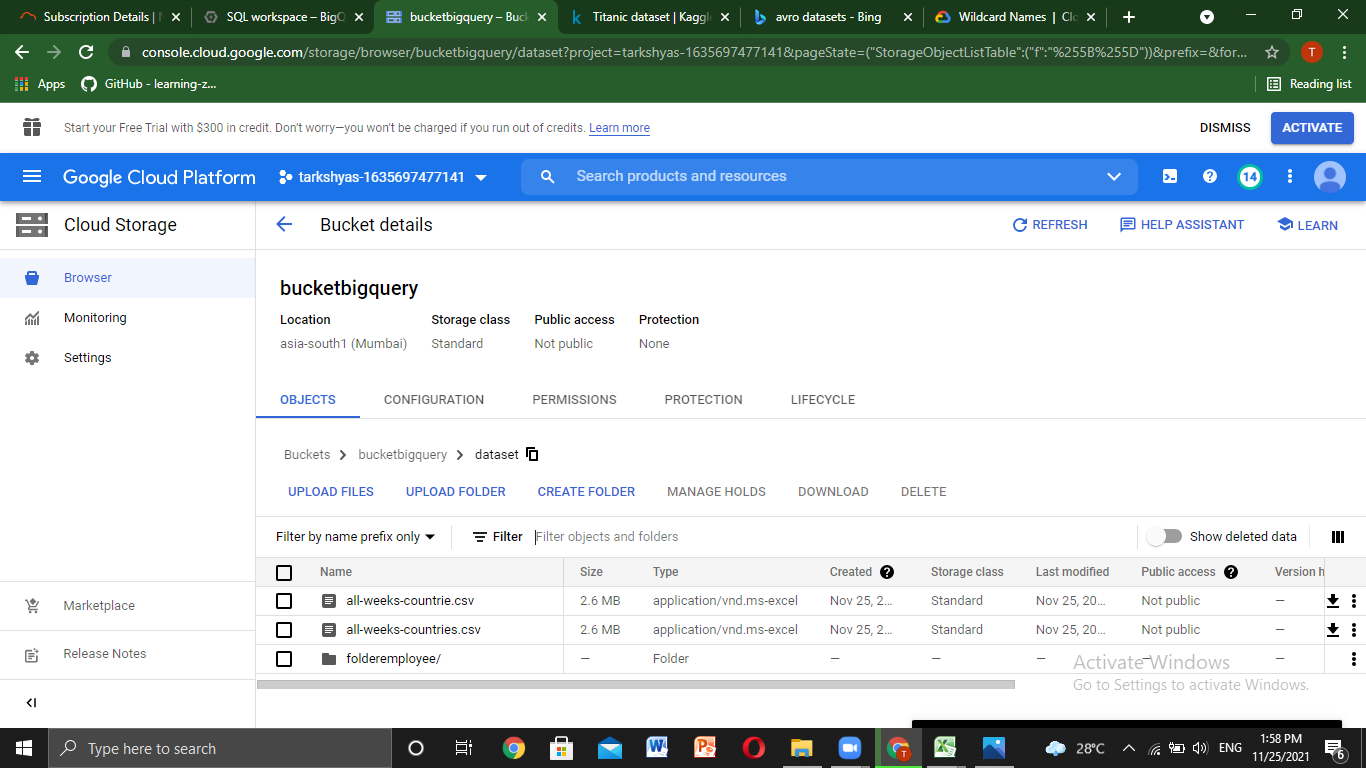 Subscription Details | N
SQL workspace – BigQ
bucketbigquery – Buck
Titanic dataset | Kaggl
avro datasets - Bing
Wildcard Names | Clo
console.cloud.google.com/storage/browser/bucketbigquery/dataset?project=tarkshyas-1635697477141&pageState=("StorageObjectListTable":("f":"%255B%255D"))&prefix=&for...
T
Apps
GitHub - learning-z...
Reading list
Start your Free Trial with $300 in credit. Don't worry—you won't be charged if you run out of credits. Learn more
DISMISS
ACTIVATE
Google Cloud Platform
tarkshyas-1635697477141
Search products and resources
14
Cloud Storage
Bucket details
REFRESH
HELP ASSISTANT
LEARN
Browser
Monitoring
Settings
Marketplace
Release Notes
bucketbigquery
Location Storage class Public access Protection
asia-south1 (Mumbai) Standard Not public None
OBJECTS CONFIGURATION PERMISSIONS PROTECTION LIFECYCLE
Buckets > bucketbigquery > dataset
UPLOAD FILES UPLOAD FOLDER CREATE FOLDER MANAGE HOLDS DOWNLOAD DELETE
Filter by name prefix only Filter Filter objects and folders Show deleted data
Name Size Type Created Storage class Last modified Public access Version h
all-weeks-countrie.csv 2.6 MB application/vnd.ms-excel Nov 25, 2... Standard Nov 25, 20... Not public —
all-weeks-countries.csv 2.6 MB application/vnd.ms-excel Nov 25, 2... Standard Nov 25, 20... Not public —
folderemployee/ — Folder — — — — —
Activate Windows
Go to Settings to activate Windows.
Type here to search
28°C
ENG
1:58 PM
11/25/2021
6